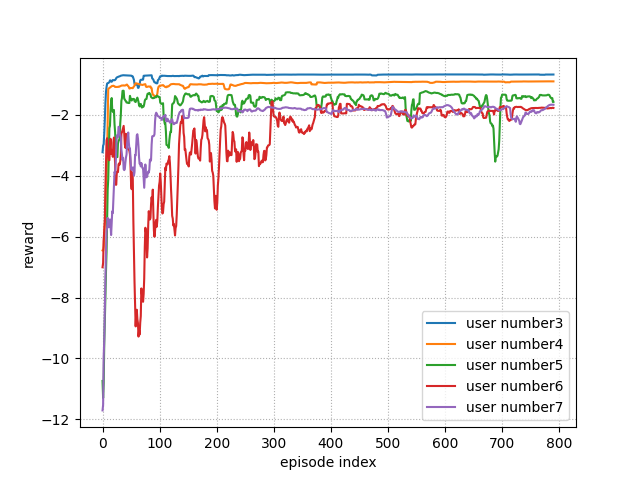 −2
−4
−6
−8
−10
−12
reward
0 100 200 300 400 500 600 700 800
episode index
user number3
user number4
user number5
user number6
user number7